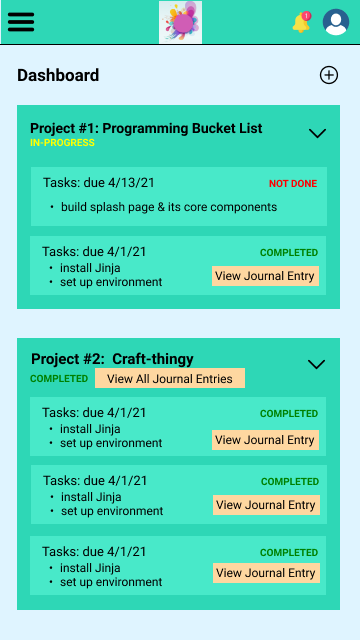 1
Dashboard
Project #1: Programming Bucket List
IN-PROGRESS
Tasks: due 4/13/21
NOT DONE
• build splash page & its core components
Tasks: due 4/1/21
COMPLETED
• install Jinja
• set up environment
View Journal Entry
Project #2: Craft-thingy
COMPLETED
View All Journal Entries
Tasks: due 4/1/21
COMPLETED
• install Jinja
• set up environment
View Journal Entry
Tasks: due 4/1/21
COMPLETED
• install Jinja
• set up environment
View Journal Entry
Tasks: due 4/1/21
COMPLETED
• install Jinja
• set up environment
View Journal Entry